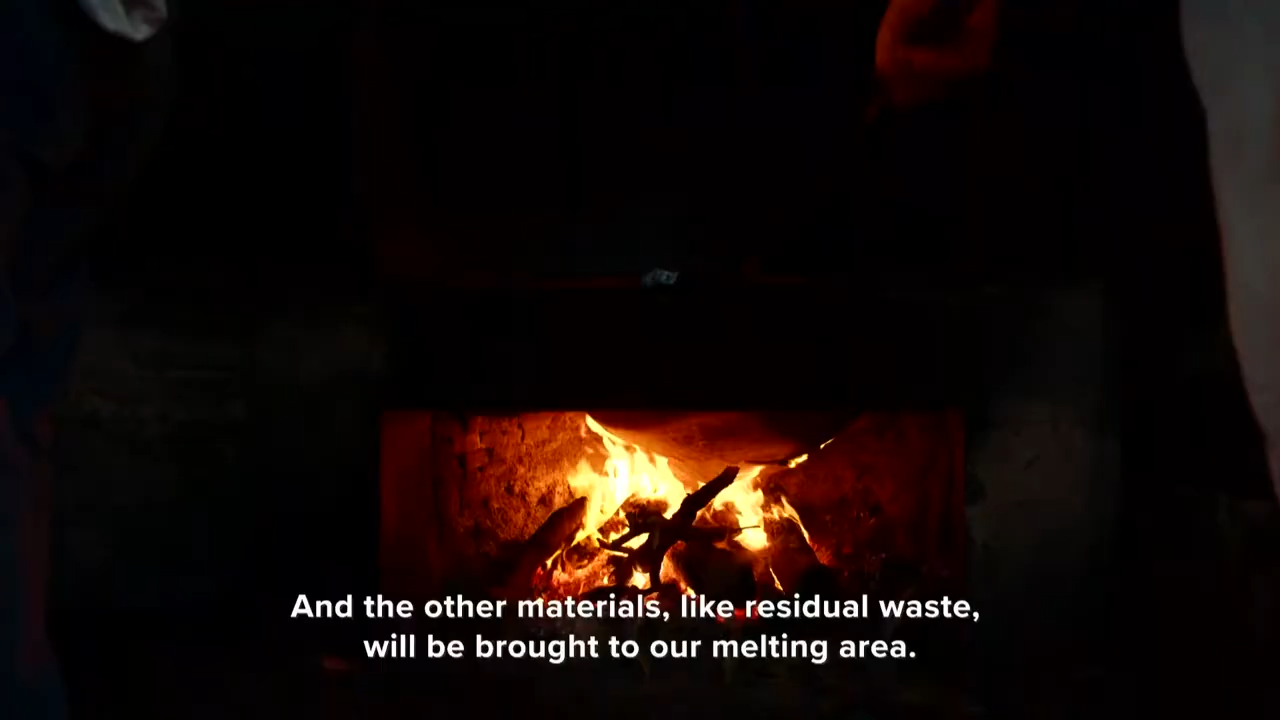 And the other materials, like residual waste,
will be brought to our melting area.